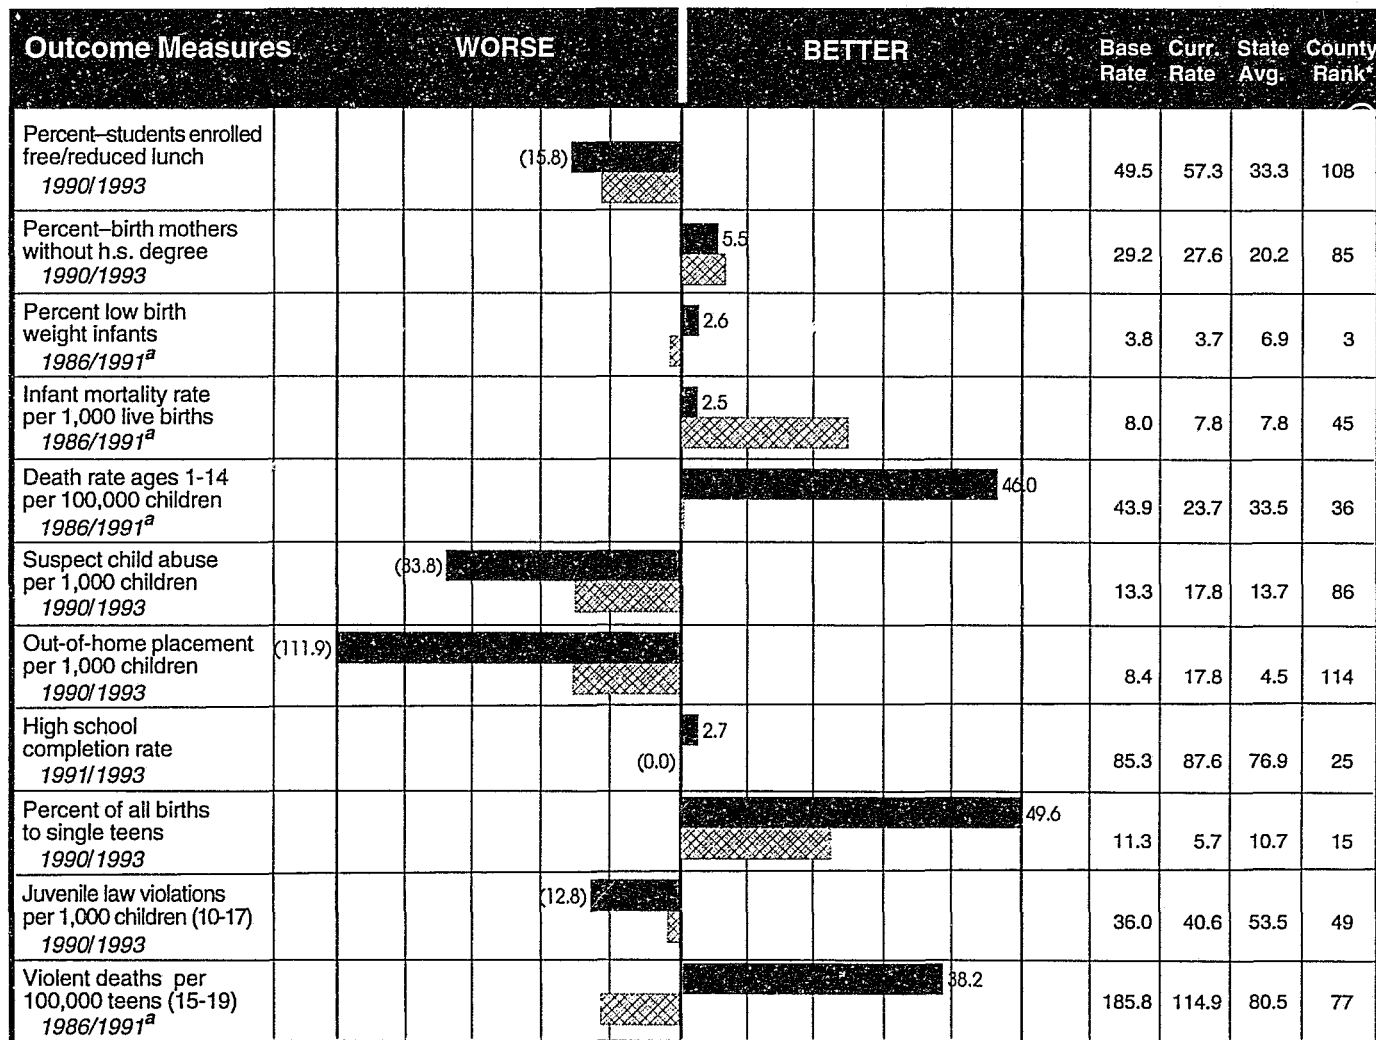 Outcome Measures WORSE BETTER Base Rate Curr. Rate State Avg. County Rank*
Percent–students enrolled
free/reduced lunch
1990/1993
(15.8) 49.5 57.3 33.3 108
Percent–birth mothers
without h.s. degree
1990/1993
5.5 29.2 27.6 20.2 85
Percent low birth
weight infants
1986/1991a
2.6 3.8 3.7 6.9 3
Infant mortality rate
per 1,000 live births
1986/1991a
2.5 8.0 7.8 7.8 45
Death rate ages 1-14
per 100,000 children
1986/1991a
46.0 43.9 23.7 33.5 36
Suspect child abuse
per 1,000 children
1990/1993
(33.8) 13.3 17.8 13.7 86
Out-of-home placement
per 1,000 children
1990/1993
(111.9) 8.4 17.8 4.5 114
High school
completion rate
1991/1993
2.7
(0.0) 85.3 87.6 76.9 25
Percent of all births
to single teens
1990/1993
49.6 11.3 5.7 10.7 15
Juvenile law violations
per 1,000 children (10-17)
1990/1993
(12.8) 36.0 40.6 53.5 49
Violent deaths per
100,000 teens (15-19)
1986/1991a
38.2 185.8 114.9 80.5 77